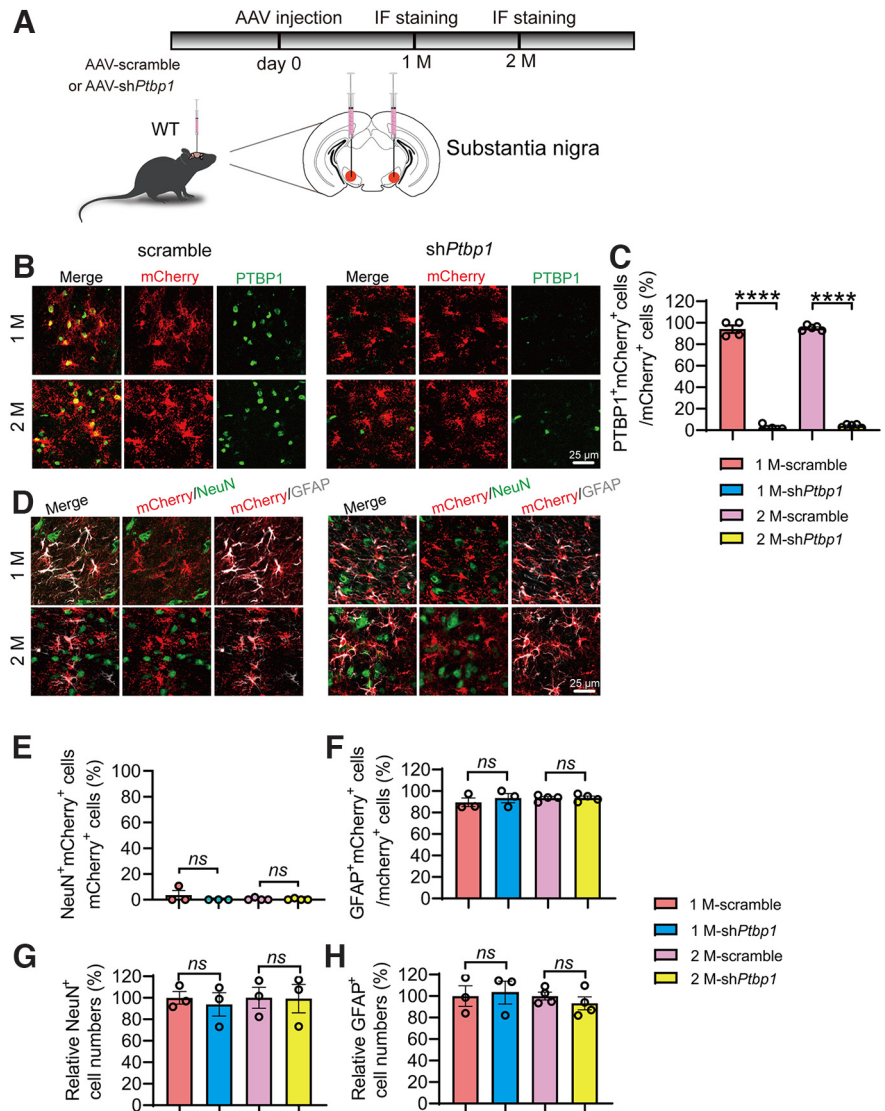 A
AAV injection IF staining IF staining
day 0 1 M 2 M
AAV-scramble
or AAV-shPtbp1
WT
Substantia nigra
B
scramble shPtbp1
Merge mCherry PTBP1 Merge mCherry PTBP1
1 M
2 M
25 μm
C
PTBP1+mCherry+cells
/mCherry+ cells (%)
120
100
80
60
40
20
0
**** ****
1 M-scramble
1 M-shPtbp1
2 M-scramble
2 M-shPtbp1
D
Merge mCherry/NeuN mCherry/GFAP Merge mCherry/NeuN mCherry/GFAP
1 M
2 M
25 μm
E
NeuN+mCherry+ cells
mCherry+ cells (%)
100
80
60
40
20
0
ns ns
F
GFAP+mCherry+cells
/mcherry+ cells (%)
120
100
80
60
40
20
0
ns ns
1 M-scramble
1 M-shPtbp1
2 M-scramble
2 M-shPtbp1
G
Relative NeuN+
cell numbers (%)
120
100
80
60
40
20
0
ns ns
H
Relative GFAP+
cell numbers (%)
120
100
80
60
40
20
0
ns ns